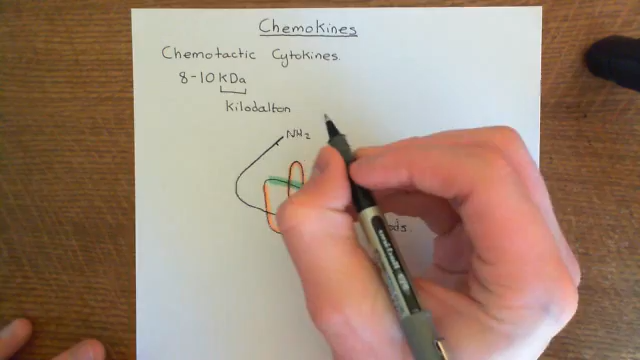 Chemokines
Chemotactic Cytokines.
8-10 kDa
kilodalton
NH2